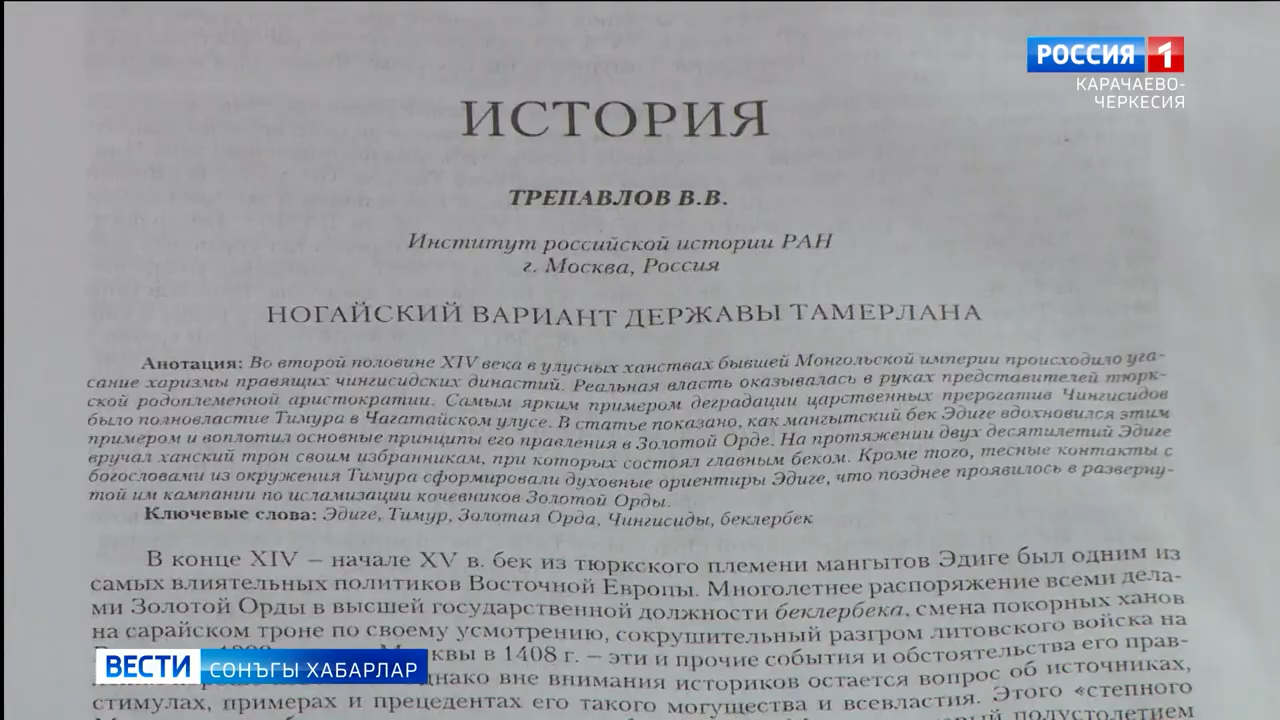 РОССИЯ 1
КАРАЧАЕВО-
ЧЕРКЕСИЯ
ИСТОРИЯ
ТРЕПАВЛОВ В.В.
Институт российской истории РАН
г. Москва, Россия
НОГАЙСКИЙ ВАРИАНТ ДЕРЖАВЫ ТАМЕРЛАНА
Анотация: Во второй половине XIV века в улусных ханствах бывшей Монгольской империи происходило уга-
сание харизмы правящих чингисидских династий. Реальная власть оказывалась в руках представителей тюрк-
ской родоплеменной аристократии. Самым ярким примером деградации царственных прерогатив Чингисидов
было полновластие Тимура в Чагатайском улусе. В статье показано, как мангытский бек Эдиге вдохновился этим
примером и воплотил основные принципы его правления в Золотой Орде. На протяжении двух десятилетий Эдиге
вручал ханский трон своим избранникам, при которых состоял главным беком. Кроме того, тесные контакты с
богословами из окружения Тимура сформировали духовные ориентиры Эдиге, что позднее проявилось в разверну-
той им кампании по исламизации кочевников Золотой Орды.
Ключевые слова: Эдиге, Тимур, Золотая Орда, Чингисиды, беклербек
В конце XIV – начале XV в. бек из тюркского племени мангытов Эдиге был одним из
самых влиятельных политиков Восточной Европы. Многолетнее распоряжение всеми дела-
ми Золотой Орды в высшей государственной должности беклербека, смена покорных ханов
на сарайском троне по своему усмотрению, сокрушительный разгром литовского войска на
Москвы в 1408 г. – эти и прочие события и обстоятельства его прав-
вне внимания историков остается вопрос об источниках,
стимулах, примерах и прецедентах его такого могущества и всевластия. Этого «степного
полустолетием
ВЕСТИ СОНЪГЫ ХАБАРЛАР